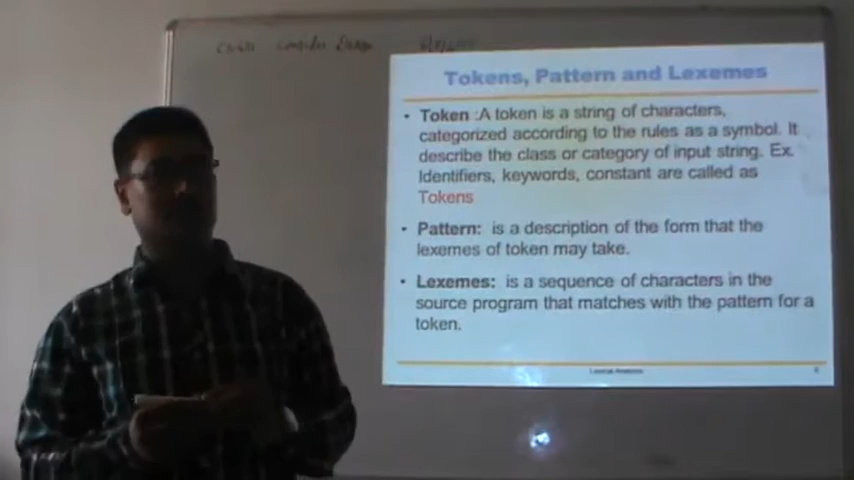 Tokens, Pattern and Lexemes
• Token :A token is a string of characters,
categorized according to the rules as a symbol. It
describe the class or category of input string. Ex.
Identifiers, keywords, constant are called as
Tokens
• Pattern: is a description of the form that the
lexemes of token may take.
• Lexemes: is a sequence of characters in the
source program that matches with the pattern for a
token.
Lexical Analysis